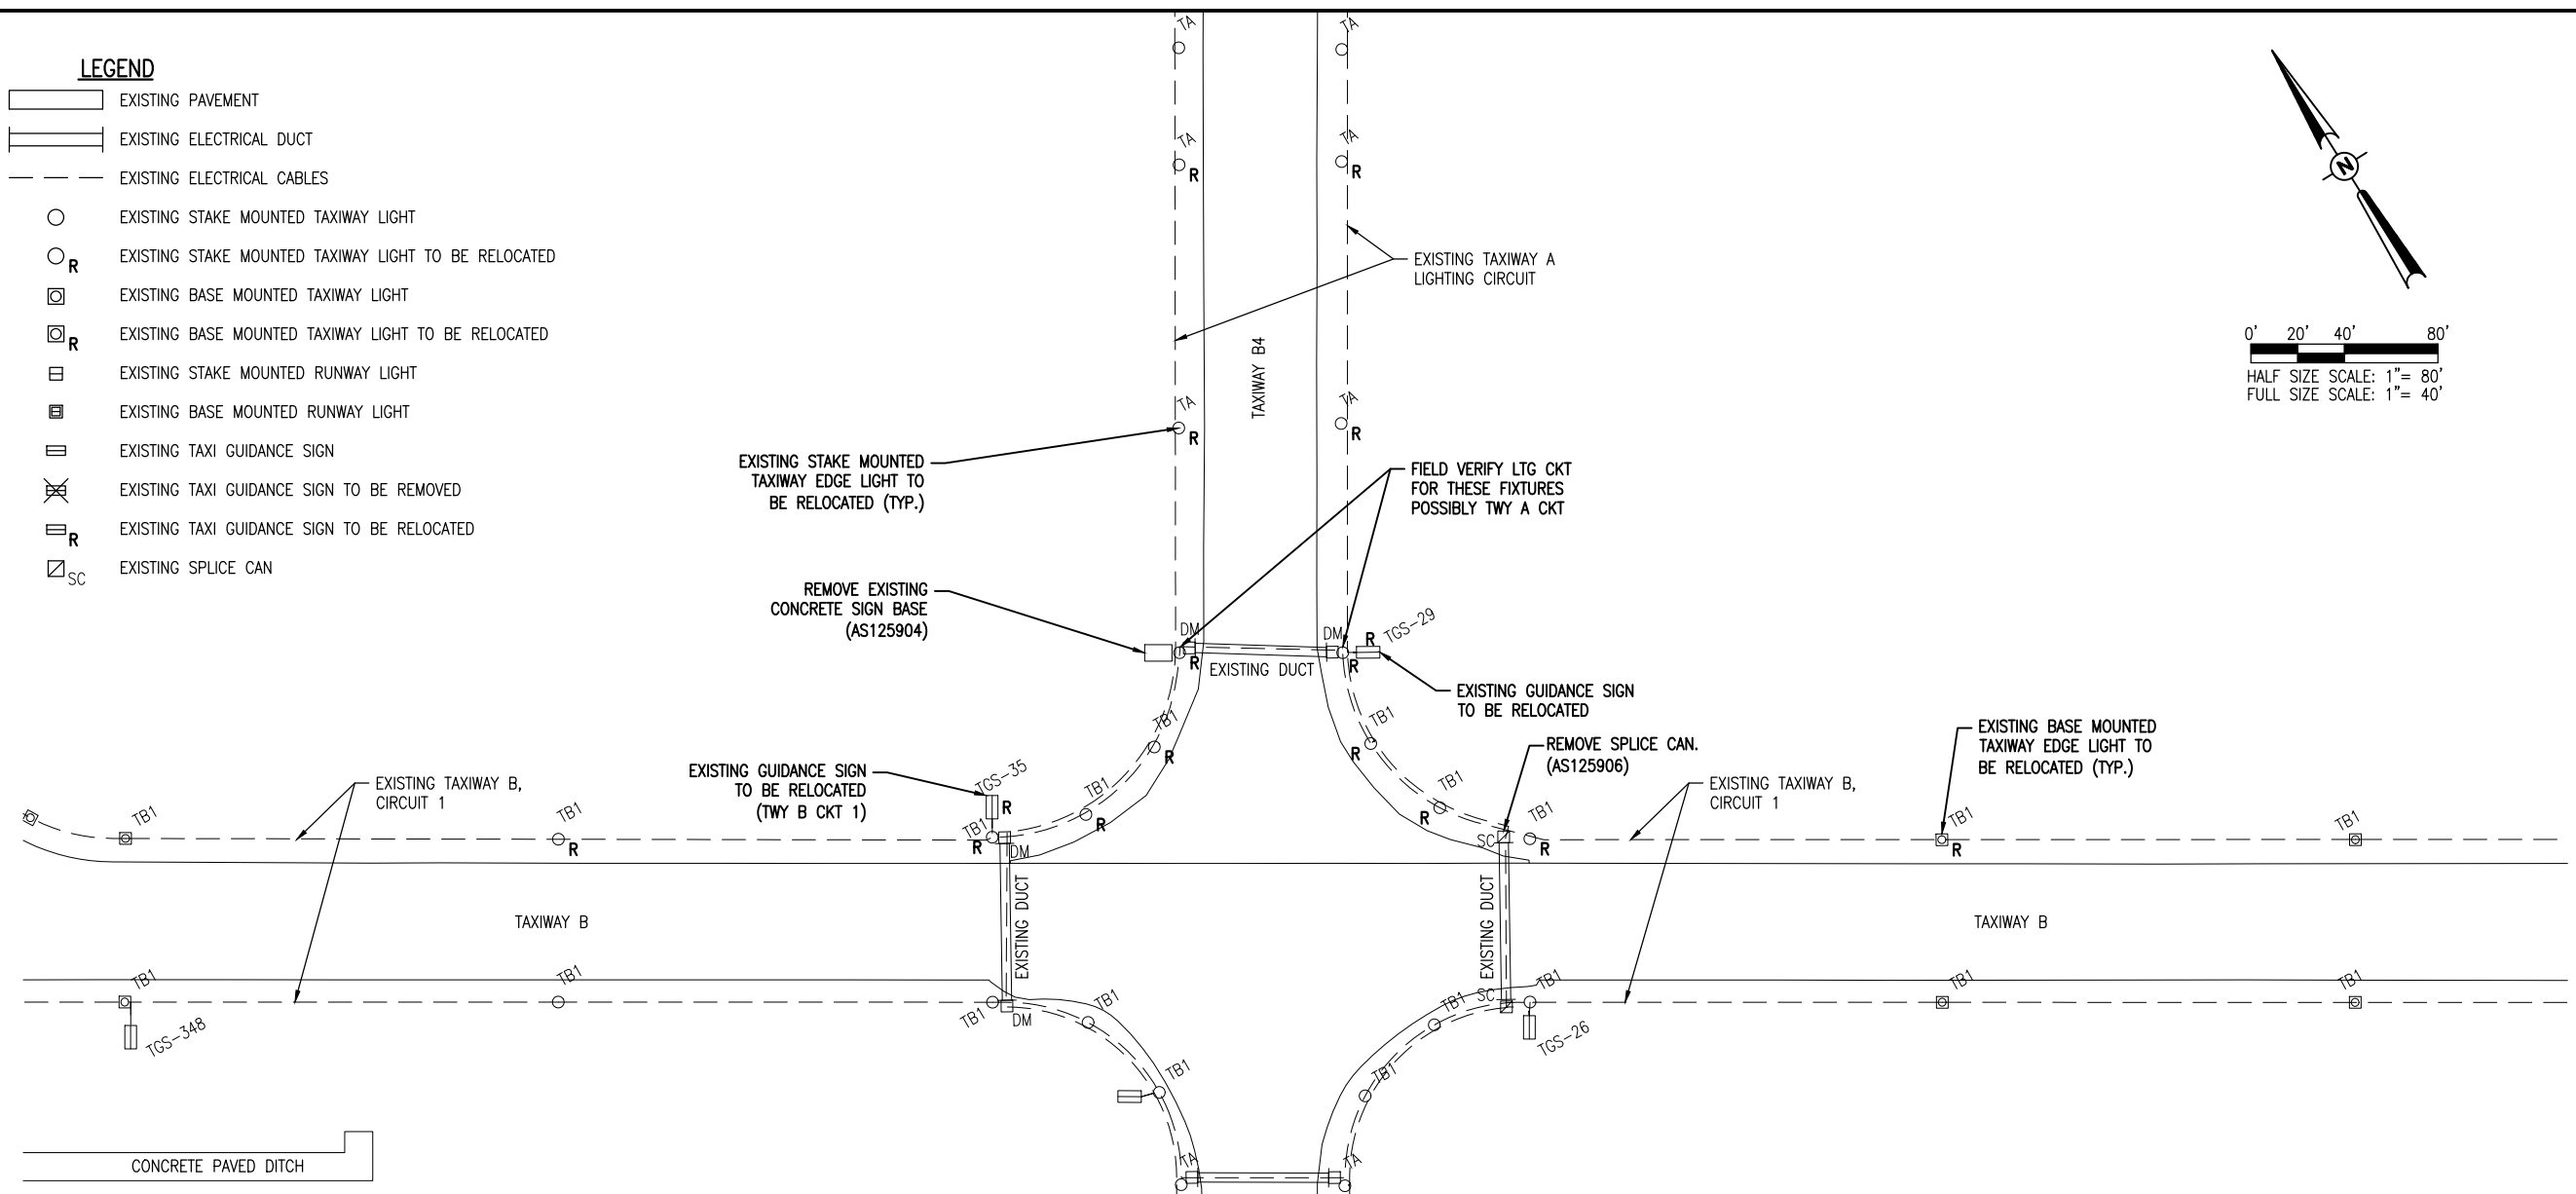 LEGEND
EXISTING PAVEMENT
EXISTING ELECTRICAL DUCT
EXISTING ELECTRICAL CABLES
EXISTING STAKE MOUNTED TAXIWAY LIGHT
R EXISTING STAKE MOUNTED TAXIWAY LIGHT TO BE RELOCATED
EXISTING BASE MOUNTED TAXIWAY LIGHT
R EXISTING BASE MOUNTED TAXIWAY LIGHT TO BE RELOCATED
EXISTING STAKE MOUNTED RUNWAY LIGHT
EXISTING BASE MOUNTED RUNWAY LIGHT
EXISTING TAXI GUIDANCE SIGN
EXISTING TAXI GUIDANCE SIGN TO BE REMOVED
R EXISTING TAXI GUIDANCE SIGN TO BE RELOCATED
SC EXISTING SPLICE CAN
TA
TA
TA
R
TA
R
N
0' 20' 40' 80'
HALF SIZE SCALE: 1"= 80'
FULL SIZE SCALE: 1"= 40'
EXISTING TAXIWAY A
LIGHTING CIRCUIT
TAXIWAY B4
TA
R
TA
R
EXISTING STAKE MOUNTED
TAXIWAY EDGE LIGHT TO
BE RELOCATED (TYP.)
FIELD VERIFY LTG CKT
FOR THESE FIXTURES
POSSIBLY TWY A CKT
REMOVE EXISTING
CONCRETE SIGN BASE
(AS125904)
DM
R
DM
R
R
TGS-29
EXISTING DUCT
EXISTING GUIDANCE SIGN
TO BE RELOCATED
TB1
R
TB1
R
REMOVE SPLICE CAN.
(AS125906)
EXISTING BASE MOUNTED
TAXIWAY EDGE LIGHT TO
BE RELOCATED (TYP.)
EXISTING GUIDANCE SIGN
TO BE RELOCATED
(TWY B CKT 1)
TGS-35
R
TB1
R
TB1
R
EXISTING TAXIWAY B,
CIRCUIT 1
EXISTING TAXIWAY B,
CIRCUIT 1
TB1
TB1
R
TB1
R
DM
SC
TB1
R
TB1
R
TB1
EXISTING DUCT
EXISTING DUCT
TAXIWAY B
TAXIWAY B
TB1
TB1
TB1
DM
TB1
SC
TB1
TB1
TB1
TB1
TGS-348
TGS-26
TB1
TB1
CONCRETE PAVED DITCH
TA
TA